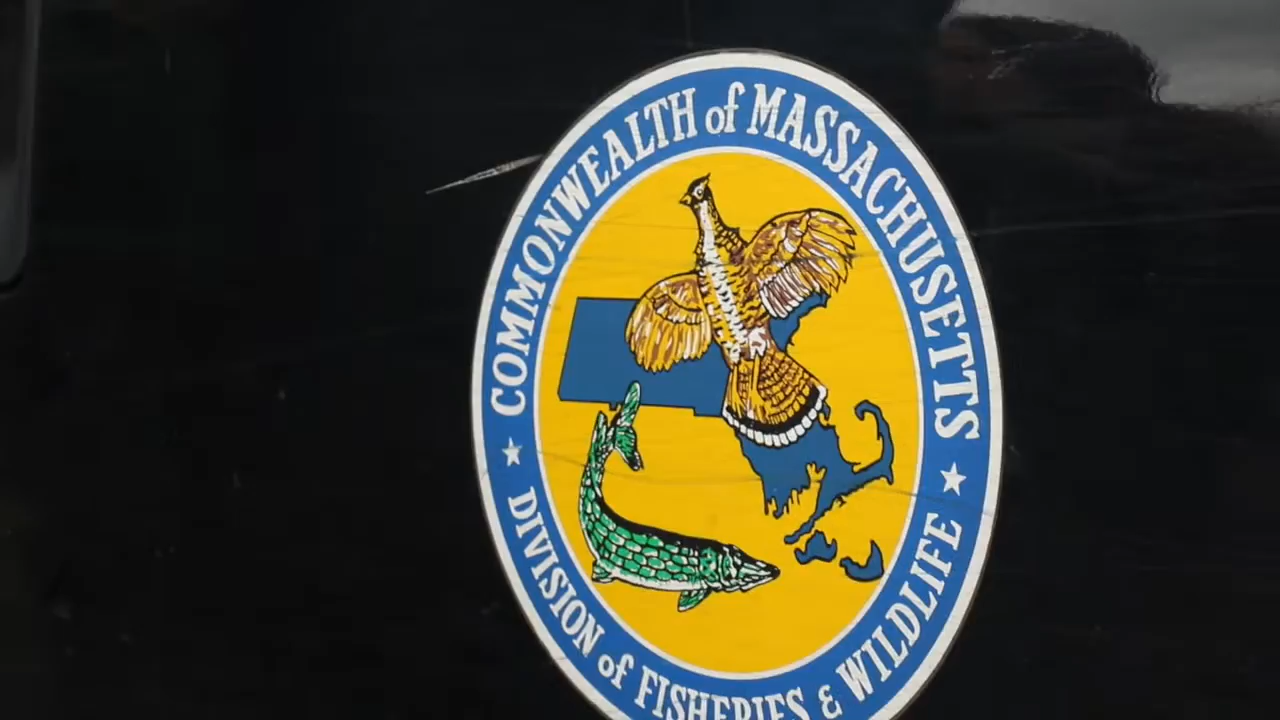 COMMONWEALTH of MASSACHUSETTS
DIVISION of FISHERIES & WILDLIFE